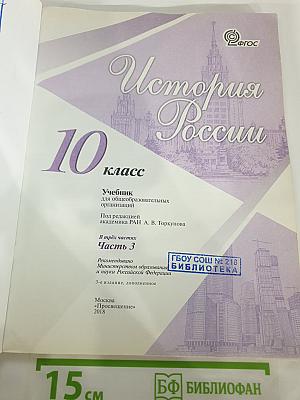 ФГОС
История
России
10 класс
Учебник
для общеобразовательных
организаций
Под редакцией
академика РАН А. В. Торкунова
В трёх частях
Часть 3
Рекомендовано
Министерством образования
и науки Российской Федерации
3-е издание, дополненное
Москва
«Просвещение»
2018
ГБОУ СОШ № 218
БИБЛИОТЕКА
15 см
БФ БИБЛИОФАН